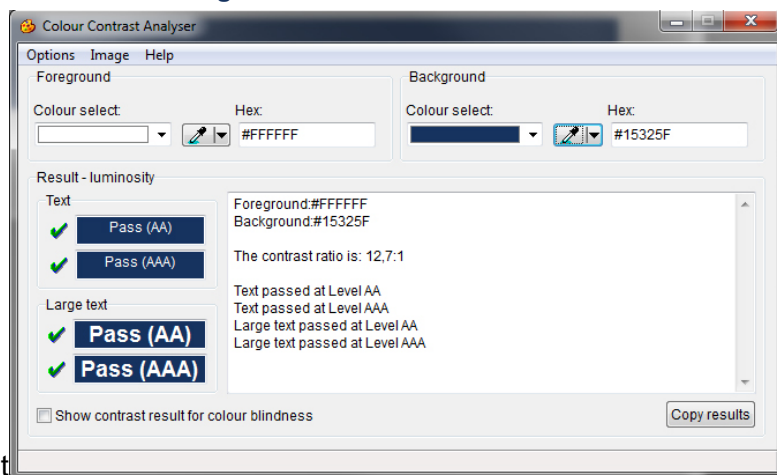 Colour Contrast Analyser
Options Image Help
Foreground
Background
Colour select:
Hex:
Colour select:
Hex:
#FFFFFF
#15325F
Result - luminosity
Text
Pass (AA)
Pass (AAA)
Large text
Pass (AA)
Pass (AAA)
Foreground:#FFFFFF
Background:#15325F
The contrast ratio is: 12,7:1
Text passed at Level AA
Text passed at Level AAA
Large text passed at Level AA
Large text passed at Level AAA
Show contrast result for colour blindness
Copy results
t